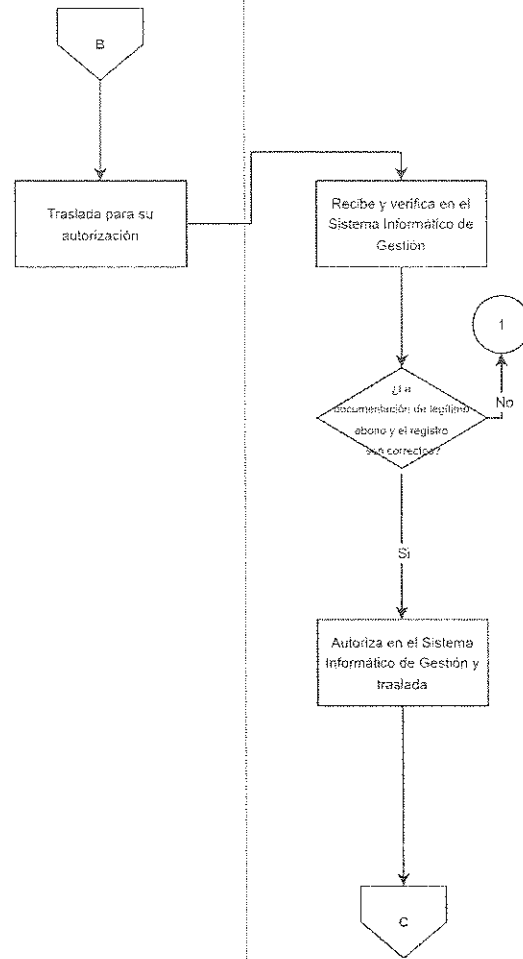 B
Traslada para su
autorización
Recibe y verifica en el
Sistema Informático de
Gestión
1
¿La
documentación de legítimo
abono y el registro
son correctos?
No
Si
Autoriza en el Sistema
Informático de Gestión y
traslada
C